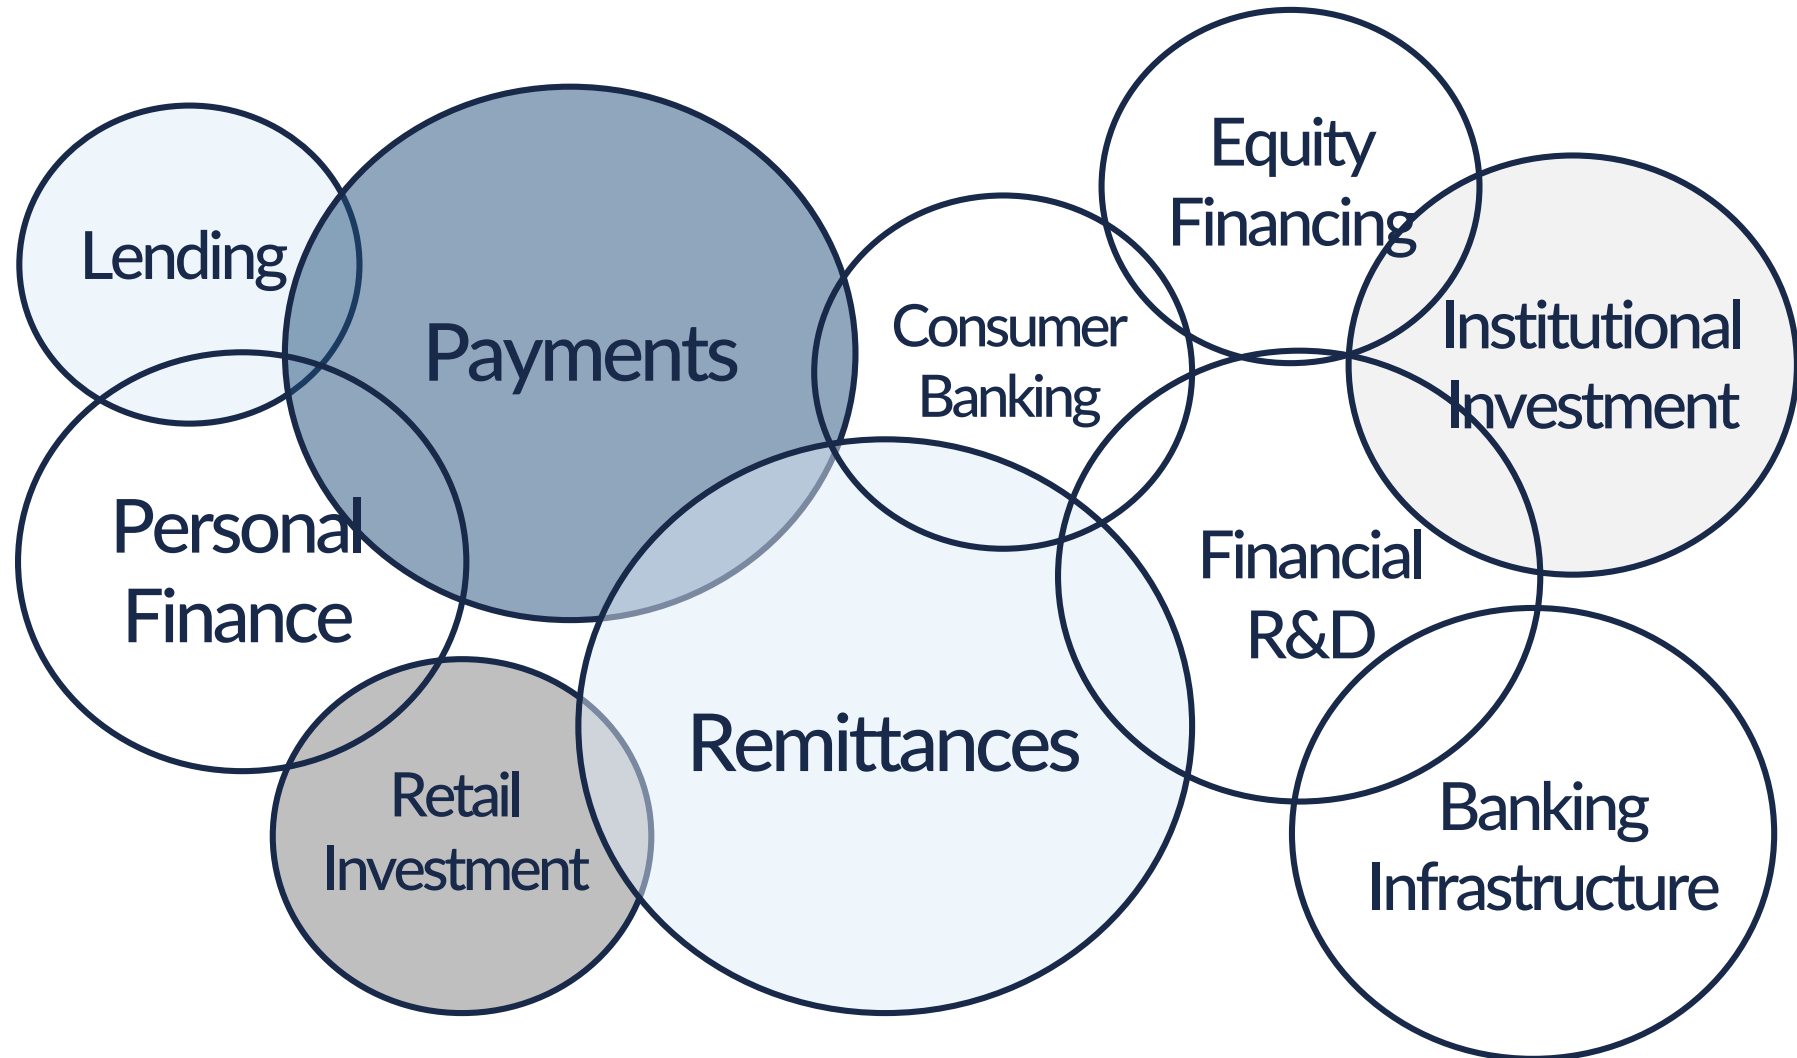 Equity
Financing
Lending
Payments
Consumer
Banking
Institutional
Investment
Personal
Finance
Financial
R&D
Remittances
Retail
Investment
Banking
Infrastructure